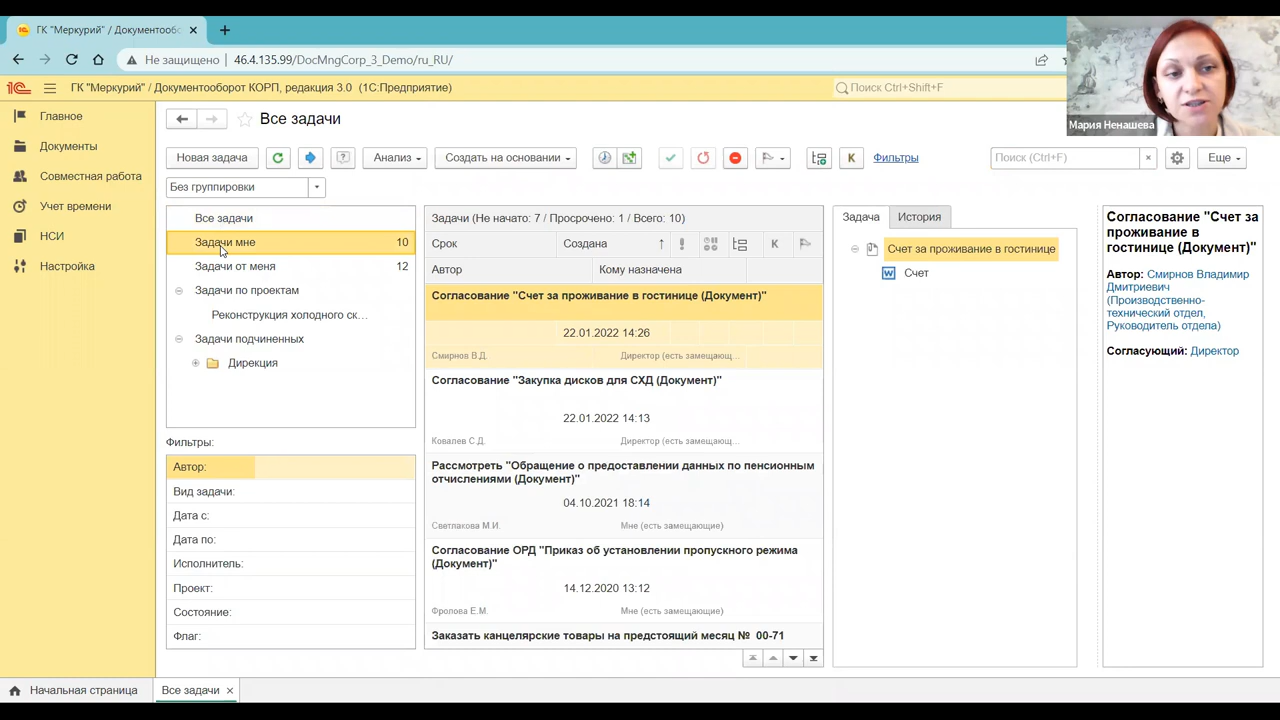 ГК "Меркурий" / Документообс
Не защищено
46.4.135.99/DocMngCorp_3_Demo/ru_RU/
ГК "Меркурий" / Документооборот КОРП, редакция 3.0 (1С:Предприятие)
Поиск Ctrl+Shift+F
Мария Ненашева
Главное
Документы
Совместная работа
Учет времени
НСИ
Настройка
Все задачи
Новая задача
Анализ
Создать на основании
К
Фильтры
Поиск (Ctrl+F)
Еще
Без группировки
Все задачи
Задачи мне 10
Задачи от меня 12
Задачи по проектам
Реконструкция холодного ск...
Задачи подчиненных
Дирекция
Фильтры:
Автор:
Вид задачи:
Дата с:
Дата по:
Исполнитель:
Проект:
Состояние:
Флаг:
Задачи (Не начато: 7 / Просрочено: 1 / Всего: 10)
Срок Создана К
Автор Кому назначена
Согласование "Счет за проживание в гостинице (Документ)"
22.01.2022 14:26
Смирнов В.Д. Директор (есть замещающ...
Согласование "Закупка дисков для СХД (Документ)"
22.01.2022 14:13
Ковалев С.Д. Директор (есть замещающ...
Рассмотреть "Обращение о предоставлении данных по пенсионным
отчислениями (Документ)"
04.10.2021 18:14
Светлакова М.И. Мне (есть замещающие)
Согласование ОРД "Приказ об установлении пропускного режима
(Документ)"
14.12.2020 13:12
Фролова Е.М. Мне (есть замещающие)
Заказать канцелярские товары на предстоящий месяц № 00-71
Задача История
Счет за проживание в гостинице
Счет
Согласование "Счет за
проживание в
гостинице (Документ)"
Автор: Смирнов Владимир
Дмитриевич
(Производственно-
технический отдел,
Руководитель отдела)
Согласующий: Директор
Начальная страница
Все задачи